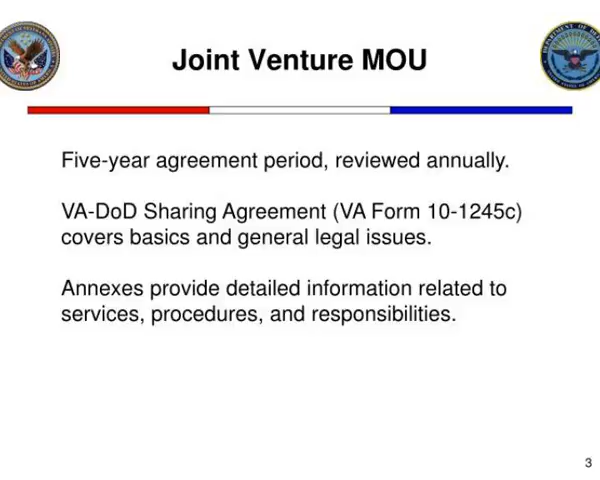 Joint Venture MOU
Five-year agreement period, reviewed annually.
VA-DoD Sharing Agreement (VA Form 10-1245c)
covers basics and general legal issues.
Annexes provide detailed information related to
services, procedures, and responsibilities.
3